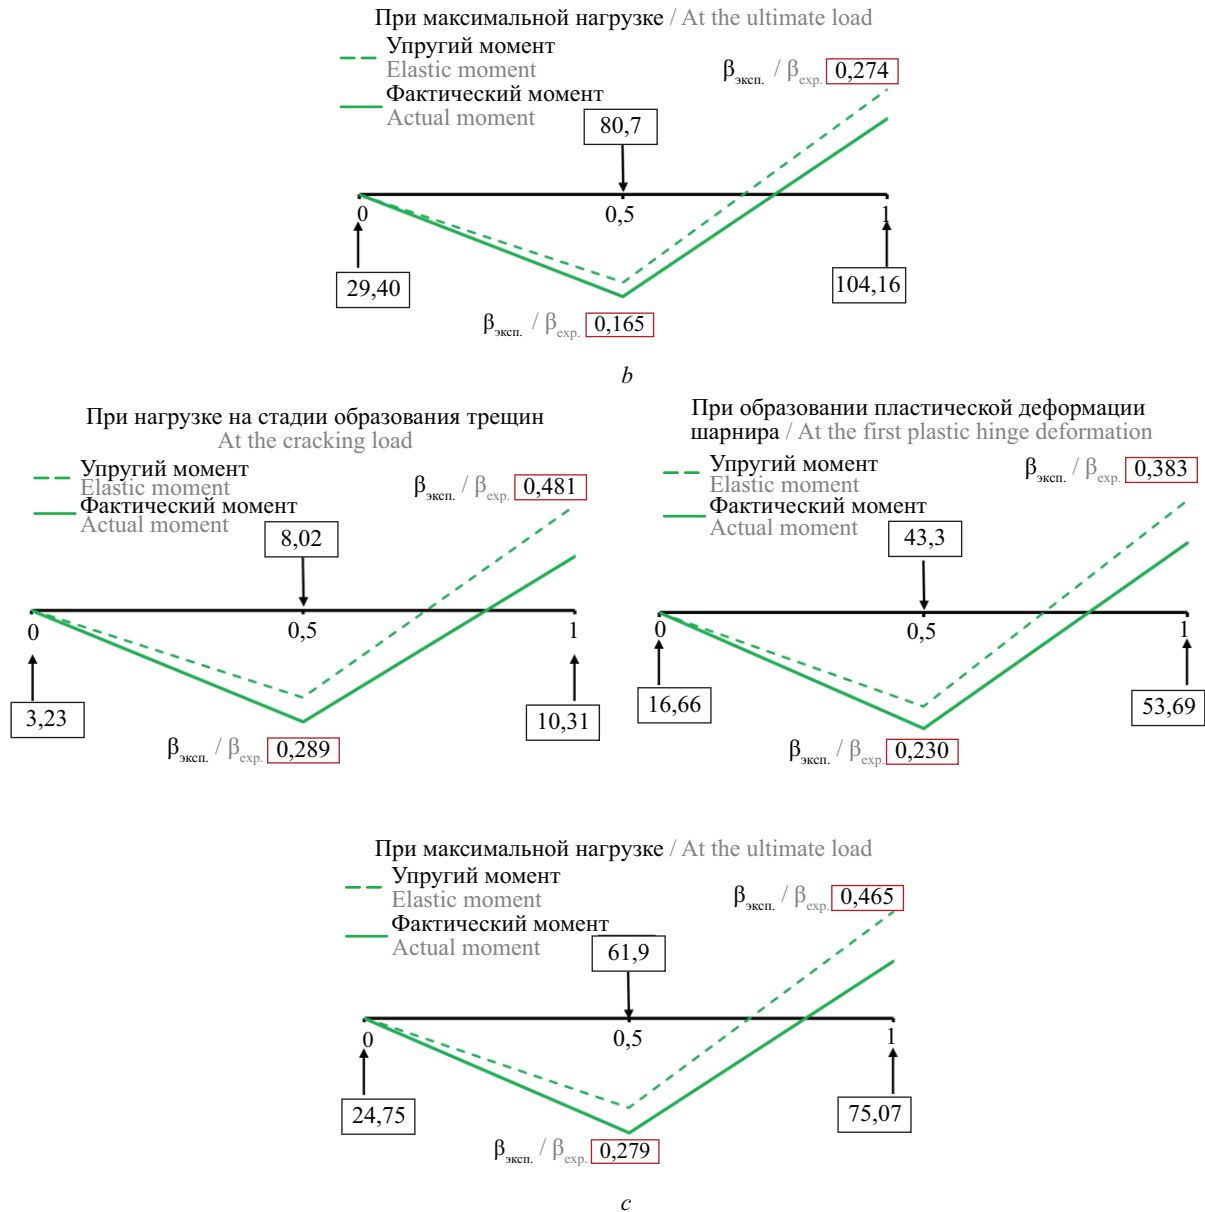 При максимальной нагрузке / At the ultimate load
Упругий момент
Elastic moment
Фактический момент
Actual moment
βэксп. / βexp. 0,274
80,7
0
0,5
1
29,40
104,16
βэксп. / βexp. 0,165
b
При нагрузке на стадии образования трещин
At the cracking load
Упругий момент
Elastic moment
Фактический момент
Actual moment
βэксп. / βexp. 0,481
8,02
0
0,5
1
3,23
10,31
βэксп. / βexp. 0,289
При образовании пластической деформации
шарнира / At the first plastic hinge deformation
Упругий момент
Elastic moment
Фактический момент
Actual moment
βэксп. / βexp. 0,383
43,3
0
0,5
1
16,66
53,69
βэксп. / βexp. 0,230
При максимальной нагрузке / At the ultimate load
Упругий момент
Elastic moment
Фактический момент
Actual moment
βэксп. / βexp. 0,465
61,9
0
0,5
1
24,75
75,07
βэксп. / βexp. 0,279
c